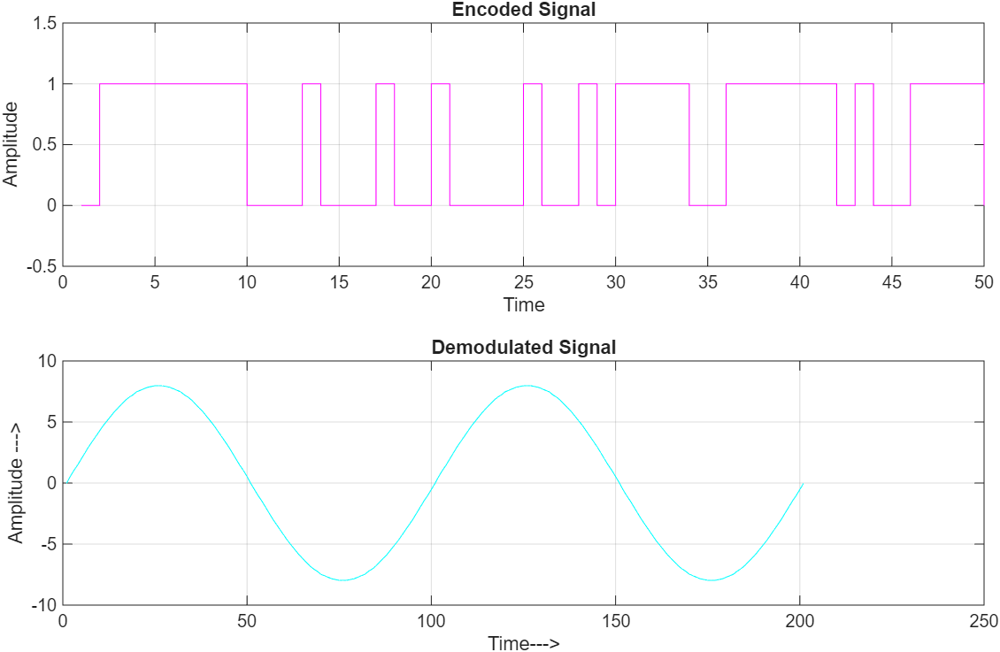 Encoded Signal
1.5
1
0.5
0
-0.5
Amplitude
0 5 10 15 20 25 30 35 40 45 50
Time
Demodulated Signal
10
5
0
-5
-10
Amplitude --->
0 50 100 150 200 250
Time--->